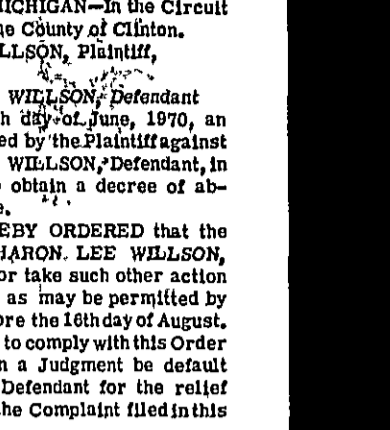 MICHIGAN—In the Circuit
he County of Clinton.
LLSON, Plaintiff,
WILLSON, Defendant
h day of June, 1970, an
ed by the Plaintiff against
WILLSON, Defendant, in
obtain a decree of ab-
e.
EBY ORDERED that the
HARON LEE WILLSON,
or take such other action
as may be permitted by
ore the 16th day of August.
to comply with this Order
n a Judgment be default
Defendant for the relief
he Complaint filed in this